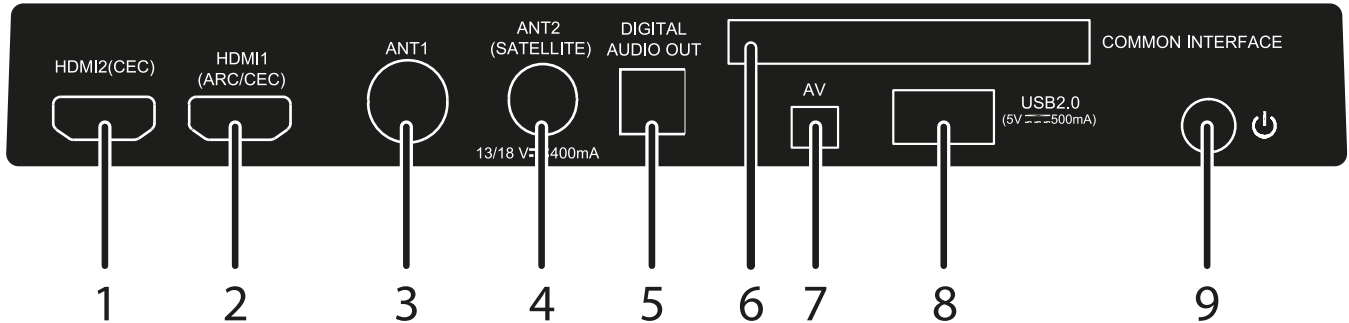 HDMI2(CEC)
HDMI1
(ARC/CEC)
ANT1
ANT2
(SATELLITE)
13/18 V⎓400mA
DIGITAL
AUDIO OUT
COMMON INTERFACE
AV
USB2.0
(5V⎓500mA)
1 2 3 4 5 6 7 8 9